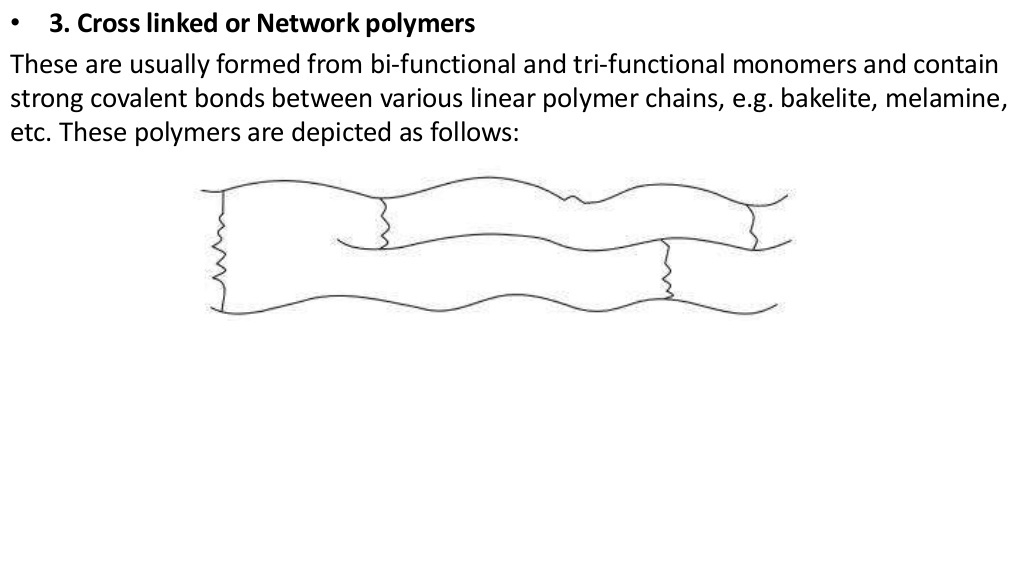 • 3. Cross linked or Network polymers
These are usually formed from bi-functional and tri-functional monomers and contain
strong covalent bonds between various linear polymer chains, e.g. bakelite, melamine,
etc. These polymers are depicted as follows: